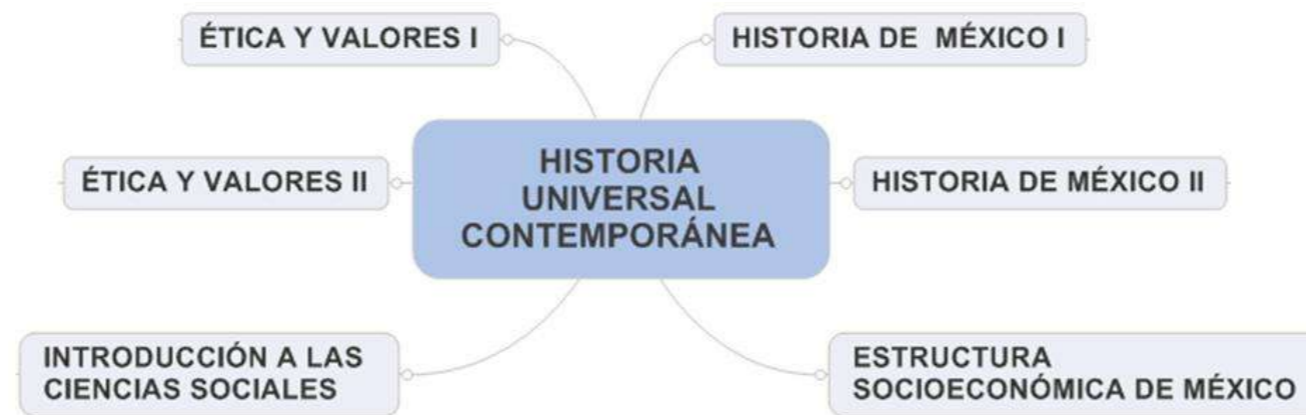 ÉTICA Y VALORES I
HISTORIA DE MÉXICO I
ÉTICA Y VALORES II
HISTORIA
UNIVERSAL
CONTEMPORÁNEA
HISTORIA DE MÉXICO II
INTRODUCCIÓN A LAS
CIENCIAS SOCIALES
ESTRUCTURA
SOCIOECONÓMICA DE MÉXICO